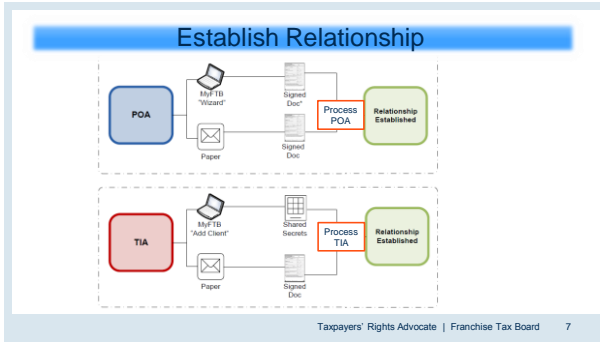 Establish Relationship
POA
MyFTB
"Wizard"
Paper
Signed
Doc*
Signed
Doc
Process
POA
Relationship
Established
TIA
MyFTB
"Add Client"
Paper
Shared
Secrets
Signed
Doc
Process
TIA
Relationship
Established
Taxpayers' Rights Advocate | Franchise Tax Board 7